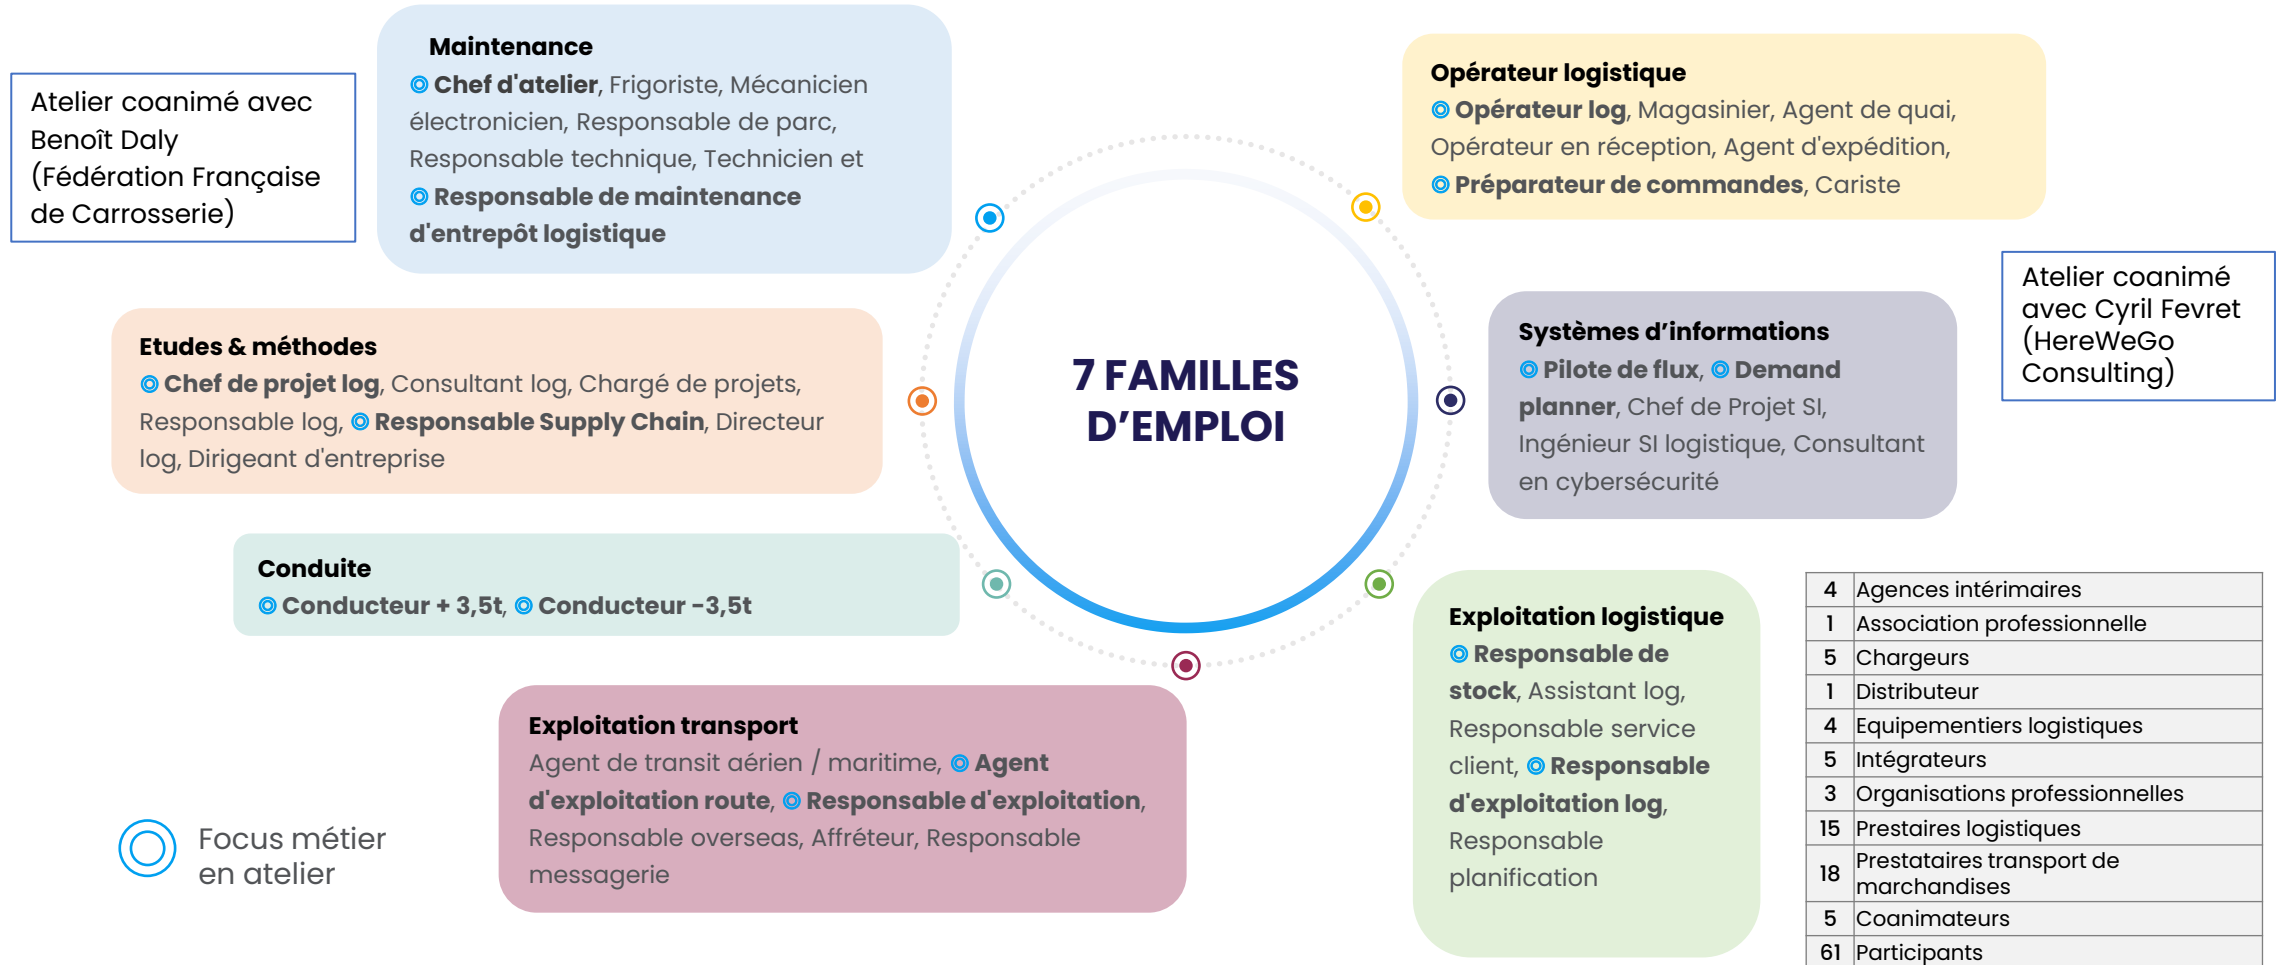 Atelier coanimé avec
Benoît Daly
(Fédération Française
de Carrosserie)
Maintenance
Chef d'atelier, Frigoriste, Mécanicien
électronicien, Responsable de parc,
Responsable technique, Technicien et
Responsable de maintenance
d'entrepôt logistique
Opérateur logistique
Opérateur log, Magasinier, Agent de quai,
Opérateur en réception, Agent d'expédition,
Préparateur de commandes, Cariste
Atelier coanimé
avec Cyril Fevret
(HereWeGo
Consulting)
Etudes & méthodes
Chef de projet log, Consultant log, Chargé de projets,
Responsable log, Responsable Supply Chain, Directeur
log, Dirigeant d'entreprise
7 FAMILLES
D'EMPLOI
Systèmes d'informations
Pilote de flux, Demand
planner, Chef de Projet SI,
Ingénieur SI logistique, Consultant
en cybersécurité
Conduite
Conducteur + 3,5t, Conducteur -3,5t
Exploitation transport
Agent de transit aérien / maritime, Agent
d'exploitation route, Responsable d'exploitation,
Responsable overseas, Affréteur, Responsable
messagerie
Exploitation logistique
Responsable de
stock, Assistant log,
Responsable service
client, Responsable
d'exploitation log,
Responsable
planification
4 Agences intérimaires
1 Association professionnelle
5 Chargeurs
1 Distributeur
4 Equipementiers logistiques
5 Intégrateurs
3 Organisations professionnelles
15 Prestaires logistiques
18 Prestataires transport de
marchandises
5 Coanimateurs
61 Participants
Focus métier
en atelier